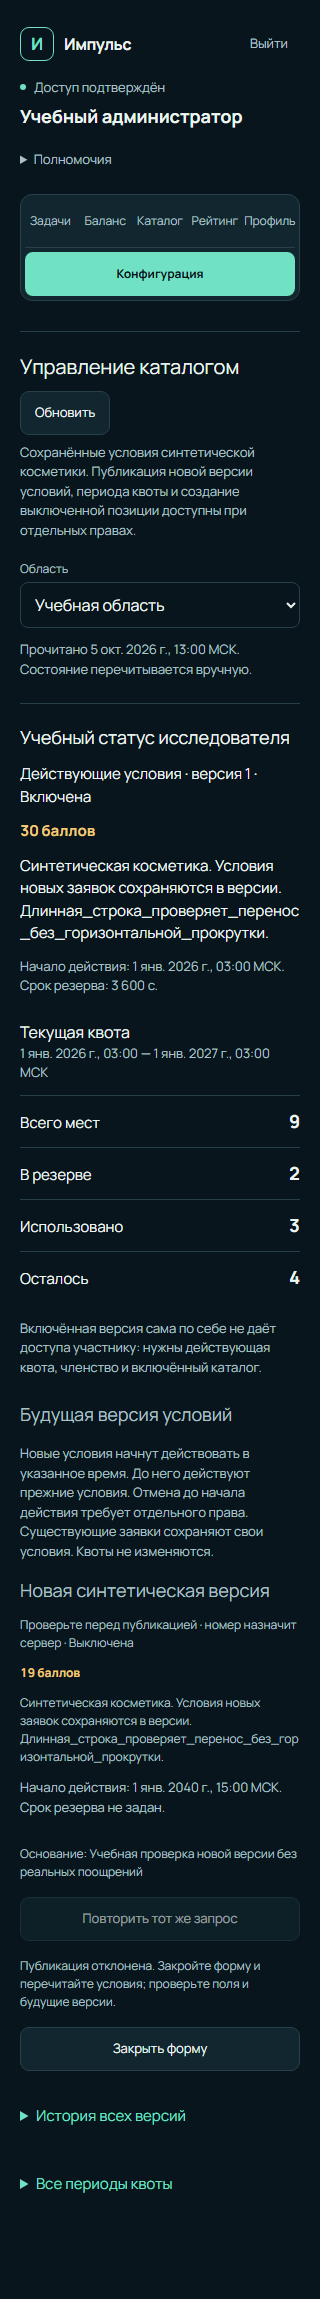 И Импульс Выйти
Доступ подтверждён
Учебный администратор
Полномочия
Задачи Баланс Каталог Рейтинг Профиль
Конфигурация
Управление каталогом
Обновить
Сохранённые условия синтетической
косметики. Публикация новой версии
условий, периода квоты и создание
выключенной позиции доступны при
отдельных правах.
Область
Учебная область
Прочитано 5 окт. 2026 г., 13:00 МСК.
Состояние перечитывается вручную.
Учебный статус исследователя
Действующие условия · версия 1 ·
Включена
30 баллов
Синтетическая косметика. Условия
новых заявок сохраняются в версии.
Длинная_строка_проверяет_перенос
_без_горизонтальной_прокрутки.
Начало действия: 1 янв. 2026 г., 03:00 МСК.
Срок резерва: 3 600 с.
Текущая квота
1 янв. 2026 г., 03:00 — 1 янв. 2027 г., 03:00
МСК
Всего мест 9
В резерве 2
Использовано 3
Осталось 4
Включённая версия сама по себе не даёт
доступа участнику: нужны действующая
квота, членство и включённый каталог.
Будущая версия условий
Новые условия начнут действовать в
указанное время. До него действуют
прежние условия. Отмена до начала
действия требует отдельного права.
Существующие заявки сохраняют свои
условия. Квоты не изменяются.
Новая синтетическая версия
Проверьте перед публикацией · номер назначит
сервер · Выключена
19 баллов
Синтетическая косметика. Условия новых
заявок сохраняются в версии.
Длинная_строка_проверяет_перенос_без_гор
изонтальной_прокрутки.
Начало действия: 1 янв. 2040 г., 15:00 МСК.
Срок резерва не задан.
Основание: Учебная проверка новой версии без
реальных поощрений
Повторить тот же запрос
Публикация отклонена. Закройте форму и
перечитайте условия; проверьте поля и
будущие версии.
Закрыть форму
История всех версий
Все периоды квоты